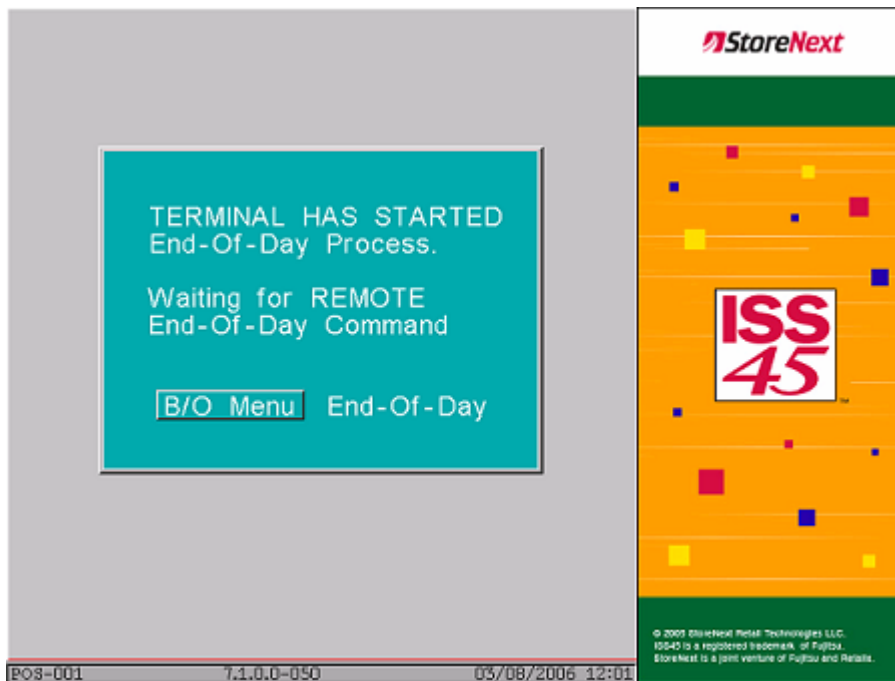 StoreNext
TERMINAL HAS STARTED
End-Of-Day Process.
Waiting for REMOTE
End-Of-Day Command
B/O Menu End-Of-Day
ISS
45
™
© 2005 StoreNext Retail Technologies LLC.
ISS45 is a registered trademark of Fujitsu.
StoreNext is a joint venture of Fujitsu and Retalix.
POS-001 7.1.0.0-050 03/08/2006 12:01